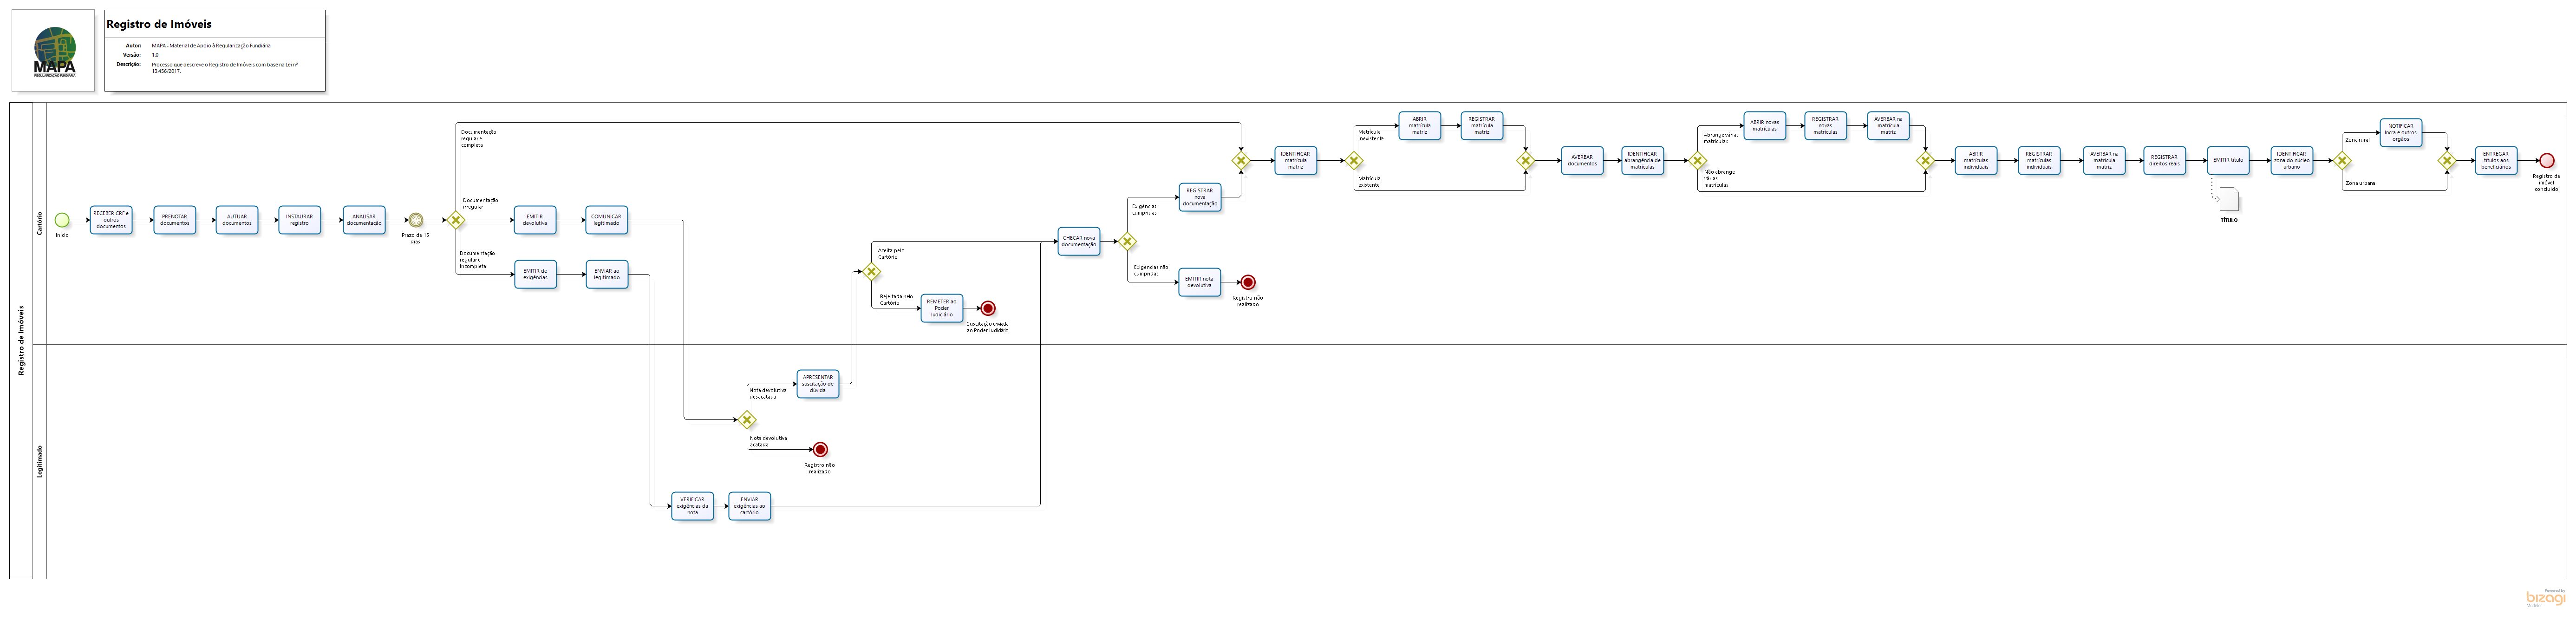 MAPA
REGULARIZAÇÃO FUNDIÁRIA
Registro de Imóveis
Autor: MAPA - Material de Apoio à Regularização Fundiária
Versão: 1.0
Descrição: Processo que descreve o Registro de Imóveis com base na Lei nº
13.456/2017.
Registro de Imóveis
Cartório
Legitimado
Início
RECEBER CRF e
outros
documentos
PRENOTAR
documentos
AUTUAR
documentos
INSTAURAR
registro
ANALISAR
documentação
Prazo de 15
dias
Documentação
regular e
completa
Documentação
irregular
Documentação
regular e
incompleta
EMITIR
devolutiva
COMUNICAR
legitimado
EMITIR de
exigências
ENVIAR ao
legitimado
Nota devolutiva
desacatada
Nota devolutiva
acatada
APRESENTAR
suscitação de
dúvida
Registro não
realizado
VERIFICAR
exigências da
nota
ENVIAR
exigências ao
cartório
Aceita pelo
Cartório
Rejeitada pelo
Cartório
REMETER ao
Poder
Judiciário
Suscitação enviada
ao Poder Judiciário
CHECAR nova
documentação
Exigências
cumpridas
Exigências não
cumpridas
REGISTRAR
nova
documentação
EMITIR nota
devolutiva
Registro não
realizado
IDENTIFICAR
matrícula
matriz
Matrícula
inexistente
Matrícula
existente
ABRIR
matrícula
matriz
REGISTRAR
matrícula
matriz
AVERBAR
documentos
IDENTIFICAR
abrangência de
matrículas
Abrange várias
matrículas
Não abrange
várias
matrículas
ABRIR novas
matrículas
REGISTRAR
novas
matrículas
AVERBAR na
matrícula
matriz
ABRIR
matrículas
individuais
REGISTRAR
matrículas
individuais
AVERBAR na
matrícula
matriz
REGISTRAR
direitos reais
EMITIR título
TÍTULO
IDENTIFICAR
zona do núcleo
urbano
Zona rural
Zona urbana
NOTIFICAR
Incra e outros
orgãos
ENTREGAR
títulos aos
beneficiários
Registro de
imóvel
concluído
Powered by
bizagi
Modeler